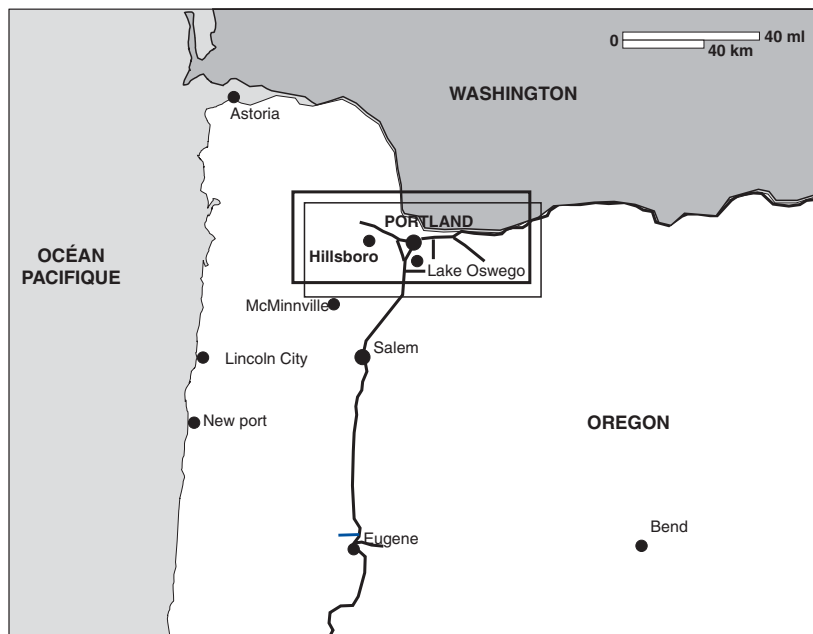 0
40 ml
40 km
WASHINGTON
Astoria
PORTLAND
OCÉAN
PACIFIQUE
Hillsboro
Lake Oswego
McMinnville
Salem
Lincoln City
New port
OREGON
Bend
Eugene